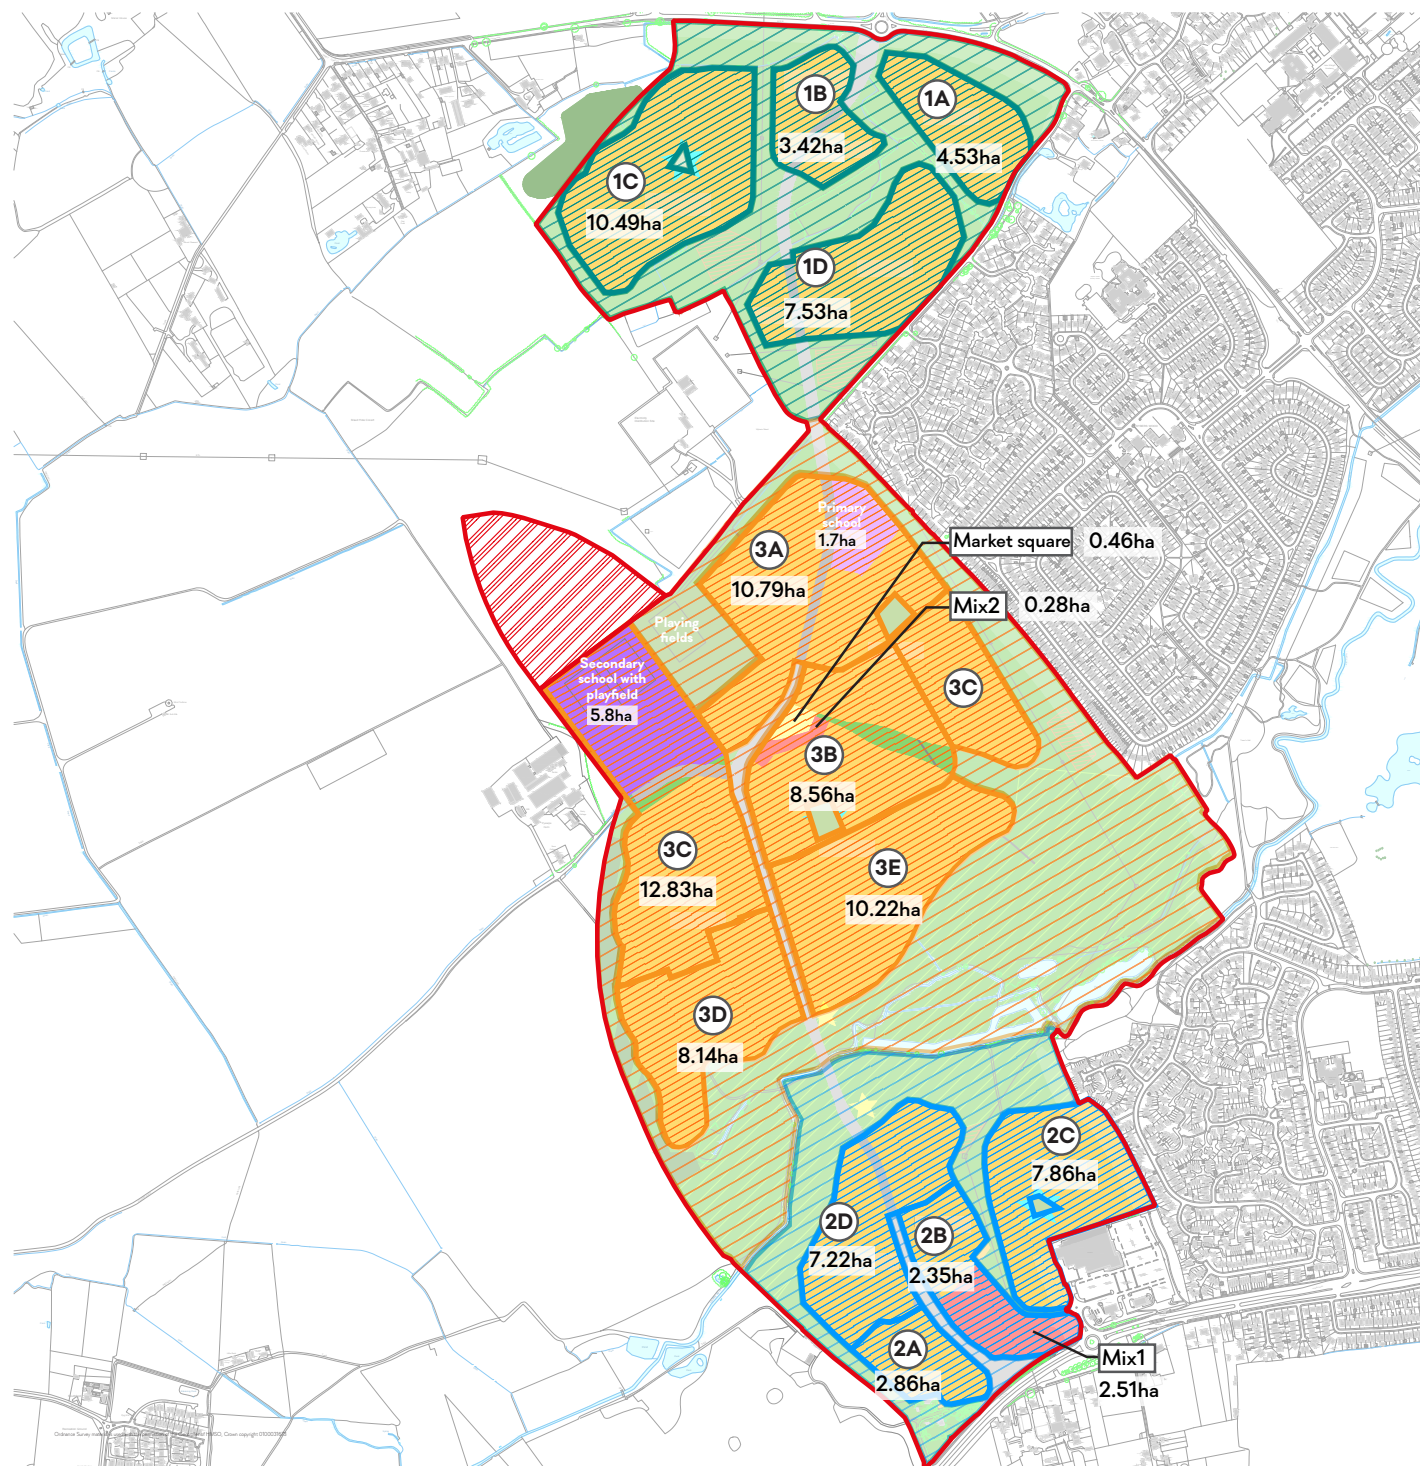 1B
1A
3.42ha
4.53ha
1C
10.49ha
1D
7.53ha
Primary
school
1.7ha
3A
10.79ha
Market square
0.46ha
Mix2
0.28ha
Playing
fields
Secondary
school with
playfield
5.8ha
3C
3B
8.56ha
3C
12.83ha
3E
10.22ha
3D
8.14ha
2C
7.86ha
2D
7.22ha
2B
2.35ha
2A
2.86ha
Mix1
2.51ha